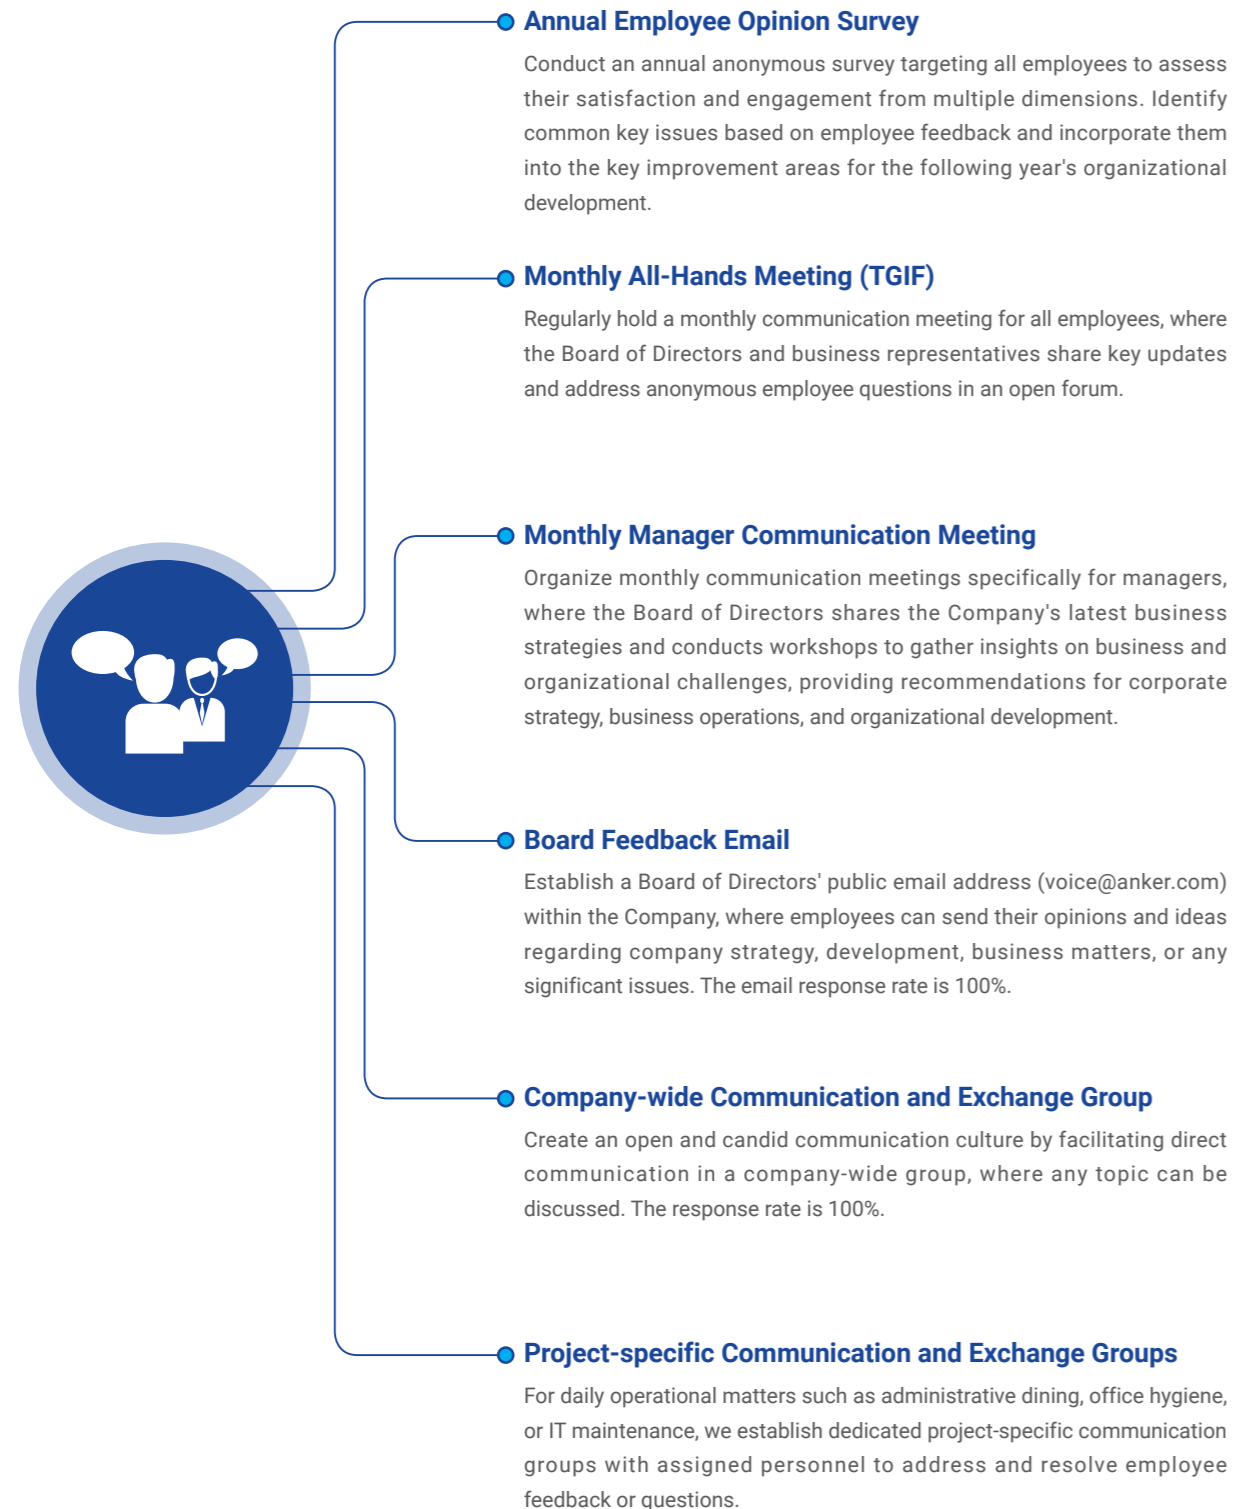 Annual Employee Opinion Survey
Conduct an annual anonymous survey targeting all employees to assess
their satisfaction and engagement from multiple dimensions. Identify
common key issues based on employee feedback and incorporate them
into the key improvement areas for the following year's organizational
development.
Monthly All-Hands Meeting (TGIF)
Regularly hold a monthly communication meeting for all employees, where
the Board of Directors and business representatives share key updates
and address anonymous employee questions in an open forum.
Monthly Manager Communication Meeting
Organize monthly communication meetings specifically for managers,
where the Board of Directors shares the Company's latest business
strategies and conducts workshops to gather insights on business and
organizational challenges, providing recommendations for corporate
strategy, business operations, and organizational development.
Board Feedback Email
Establish a Board of Directors' public email address (voice@anker.com)
within the Company, where employees can send their opinions and ideas
regarding company strategy, development, business matters, or any
significant issues. The email response rate is 100%.
Company-wide Communication and Exchange Group
Create an open and candid communication culture by facilitating direct
communication in a company-wide group, where any topic can be
discussed. The response rate is 100%.
Project-specific Communication and Exchange Groups
For daily operational matters such as administrative dining, office hygiene,
or IT maintenance, we establish dedicated project-specific communication
groups with assigned personnel to address and resolve employee
feedback or questions.